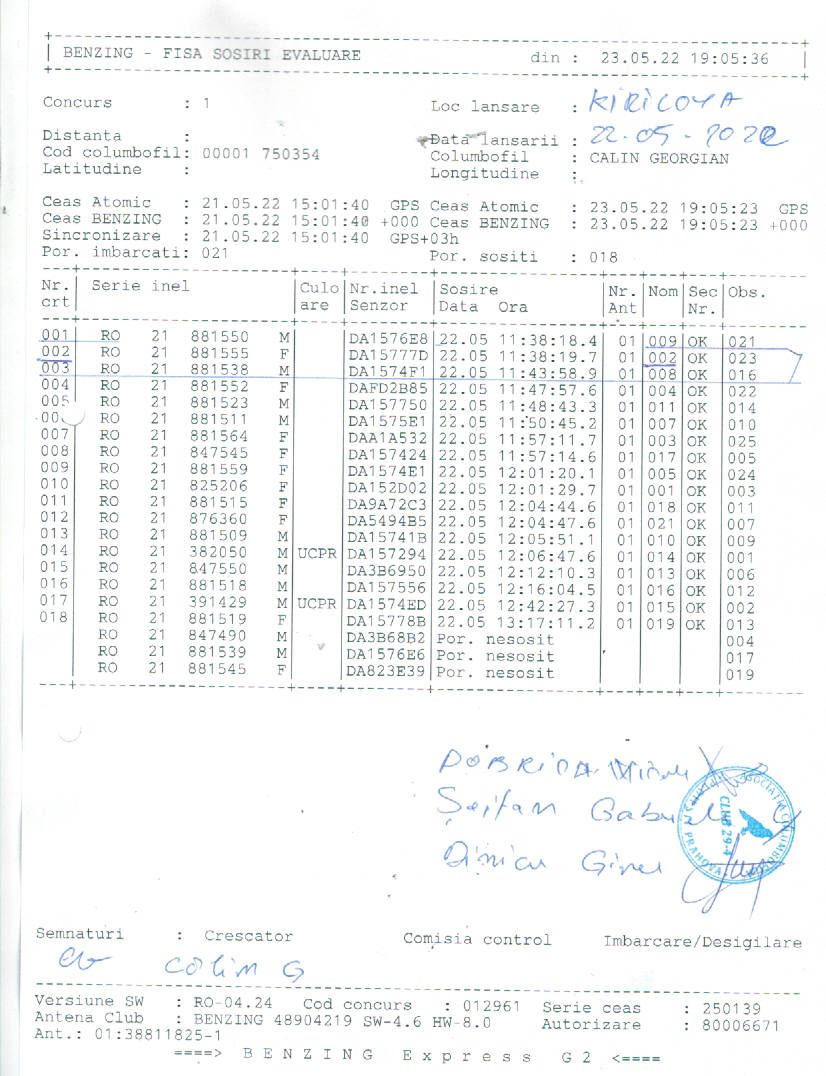 BENZING - FISA SOSIRI EVALUARE din : 23.05.22 19:05:36
Concurs : 1 Loc lansare : KIRICOVA
Distanta : Data lansarii : 22.05-2022
Cod columbofil: 00001 750354 Columbofil : CALIN GEORGIAN
Latitudine : Longitudine :
Ceas Atomic : 21.05.22 15:01:40 GPS Ceas Atomic : 23.05.22 19:05:23 GPS
Ceas BENZING : 21.05.22 15:01:40 +000 Ceas BENZING : 23.05.22 19:05:23 +000
Sincronizare : 21.05.22 15:01:40 GPS+03h
Por. imbarcati: 021 Por. sositi : 018
Nr. Serie inel Culo Nr.inel Sosire Nr. Nom Sec Obs.
crt are Senzor Data Ora Ant Nr.
001 RO 21 881550 M DA1576E8 22.05 11:38:18.4 01 009 OK 021
002 RO 21 881555 F DA15777D 22.05 11:38:19.7 01 002 OK 023
003 RO 21 881538 M DA1574F1 22.05 11:43:58.9 01 008 OK 016
004 RO 21 881552 F DAFD2B85 22.05 11:47:57.6 01 004 OK 022
005 RO 21 881523 M DA157750 22.05 11:48:43.3 01 011 OK 014
00 RO 21 881511 M DA1575E1 22.05 11:50:45.2 01 007 OK 010
007 RO 21 881564 F DAA1A532 22.05 11:57:11.7 01 003 OK 025
008 RO 21 847545 F DA157424 22.05 11:57:14.6 01 017 OK 005
009 RO 21 881559 F DA1574E1 22.05 12:01:20.1 01 005 OK 024
010 RO 21 825206 F DA152D02 22.05 12:01:29.7 01 001 OK 003
011 RO 21 881515 F DA9A72C3 22.05 12:04:44.6 01 018 OK 011
012 RO 21 876360 F DA5494B5 22.05 12:04:47.6 01 021 OK 007
013 RO 21 881509 M DA15741B 22.05 12:05:51.1 01 010 OK 009
014 RO 21 382050 M UCPR DA157294 22.05 12:06:47.6 01 014 OK 001
015 RO 21 847550 M DA3B6950 22.05 12:12:10.3 01 013 OK 006
016 RO 21 881518 M DA157556 22.05 12:16:04.5 01 016 OK 012
017 RO 21 391429 M UCPR DA1574ED 22.05 12:42:27.3 01 015 OK 002
018 RO 21 881519 F DA15778B 22.05 13:17:11.2 01 019 OK 013
RO 21 847490 M DA3B68B2 Por. nesosit 004
RO 21 881539 M DA1576E6 Por. nesosit 017
RO 21 881545 F DA823E39 Por. nesosit 019
DOBRICA
Șeitan Gabriel
Dinicu Ginel
PRAHOVA
Semnaturi : Crescator Comisia control Imbarcare/Desigilare
Colin G
Versiune SW : RO-04.24 Cod concurs : 012961 Serie ceas : 250139
Antena Club : BENZING 48904219 SW-4.6 HW-8.0 Autorizare : 80006671
Ant.: 01:38811825-1
====> B E N Z I N G E x p r e s s G 2 <====